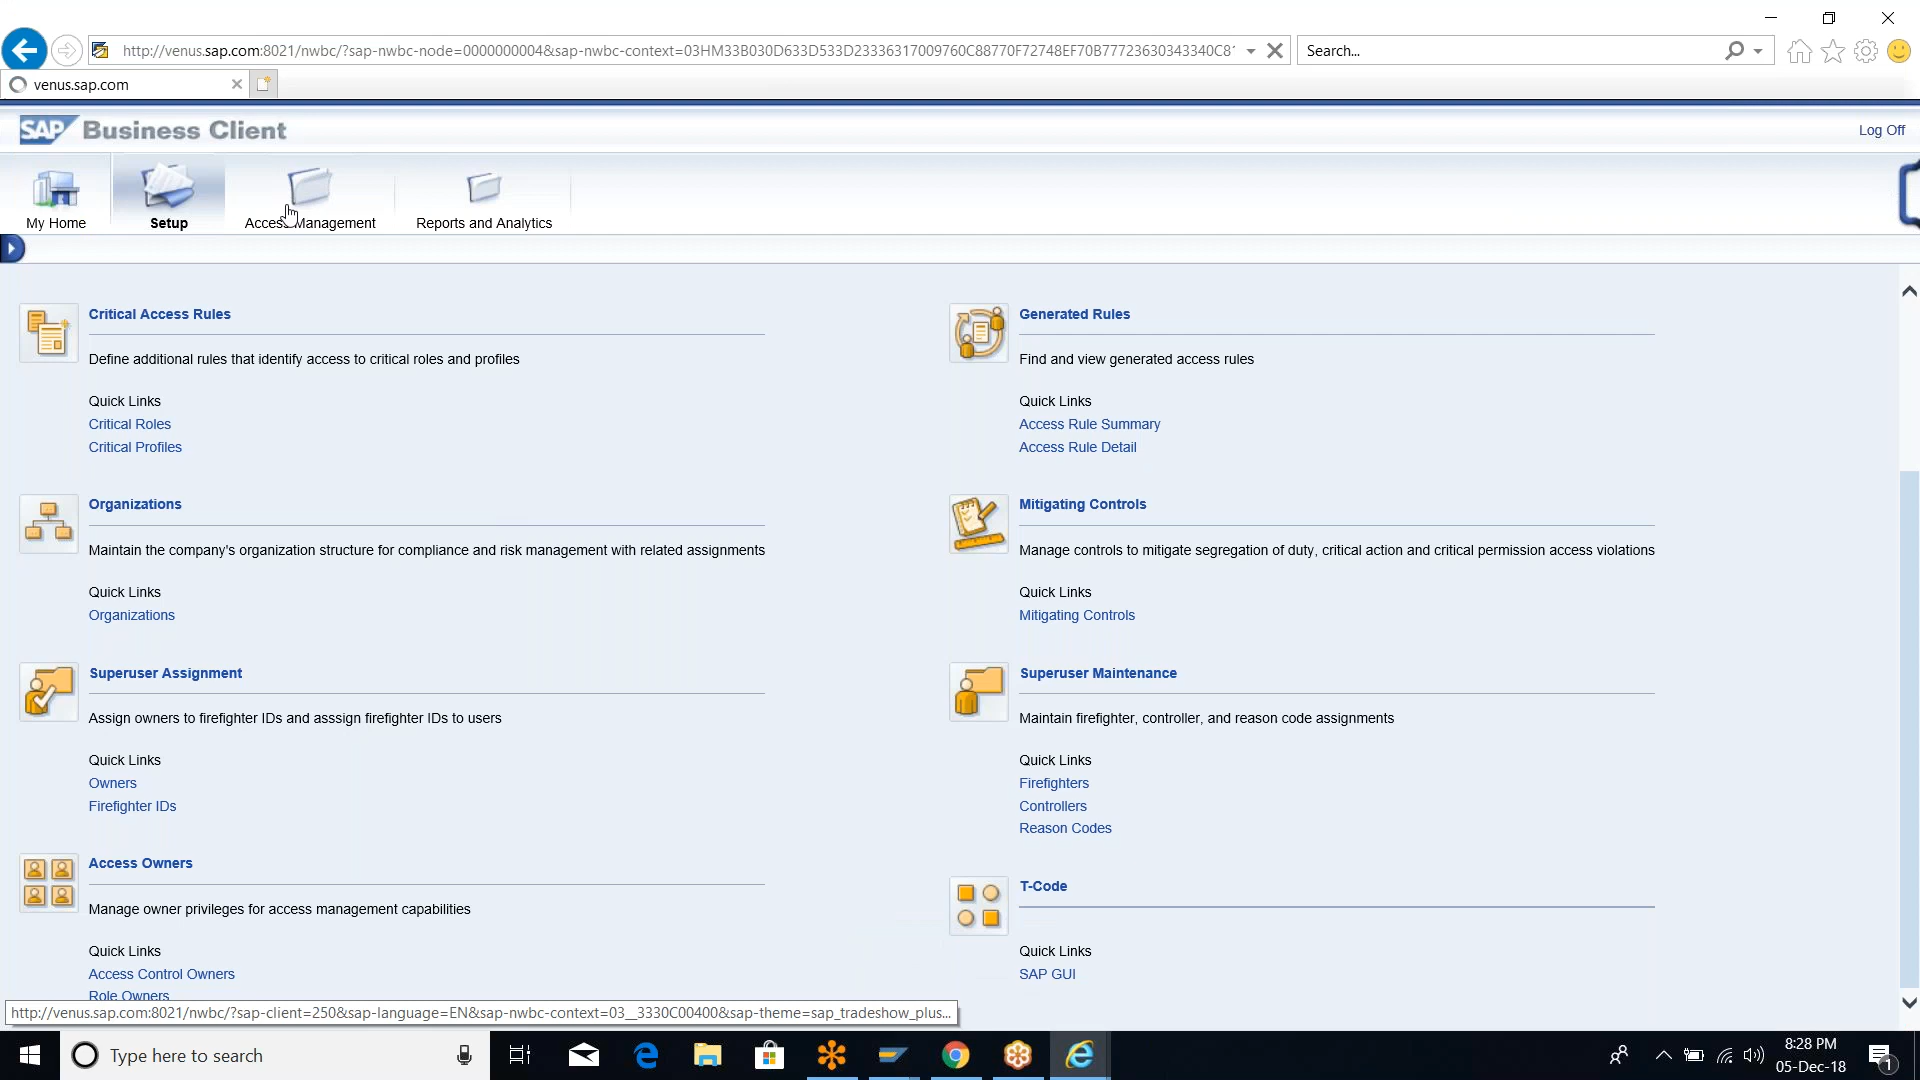 http://venus.sap.com:8021/nwbc/?sap-nwbc-node=0000000004&sap-nwbc-context=03HM33B030D633D533D23336317009760C88770F72748EF70B77723630343340C8
Search...
venus.sap.com
SAP Business Client
Log Off
My Home
Setup
Access Management
Reports and Analytics
Critical Access Rules
Define additional rules that identify access to critical roles and profiles
Quick Links
Critical Roles
Critical Profiles
Generated Rules
Find and view generated access rules
Quick Links
Access Rule Summary
Access Rule Detail
Organizations
Maintain the company's organization structure for compliance and risk management with related assignments
Quick Links
Organizations
Mitigating Controls
Manage controls to mitigate segregation of duty, critical action and critical permission access violations
Quick Links
Mitigating Controls
Superuser Assignment
Assign owners to firefighter IDs and asssign firefighter IDs to users
Quick Links
Owners
Firefighter IDs
Superuser Maintenance
Maintain firefighter, controller, and reason code assignments
Quick Links
Firefighters
Controllers
Reason Codes
Access Owners
Manage owner privileges for access management capabilities
Quick Links
Access Control Owners
Role Owners
T-Code
Quick Links
SAP GUI
http://venus.sap.com:8021/nwbc/?sap-client=250&sap-language=EN&sap-nwbc-context=03__3330C00400&sap-theme=sap_tradeshow_plus...
Type here to search
8:28 PM
05-Dec-18
1